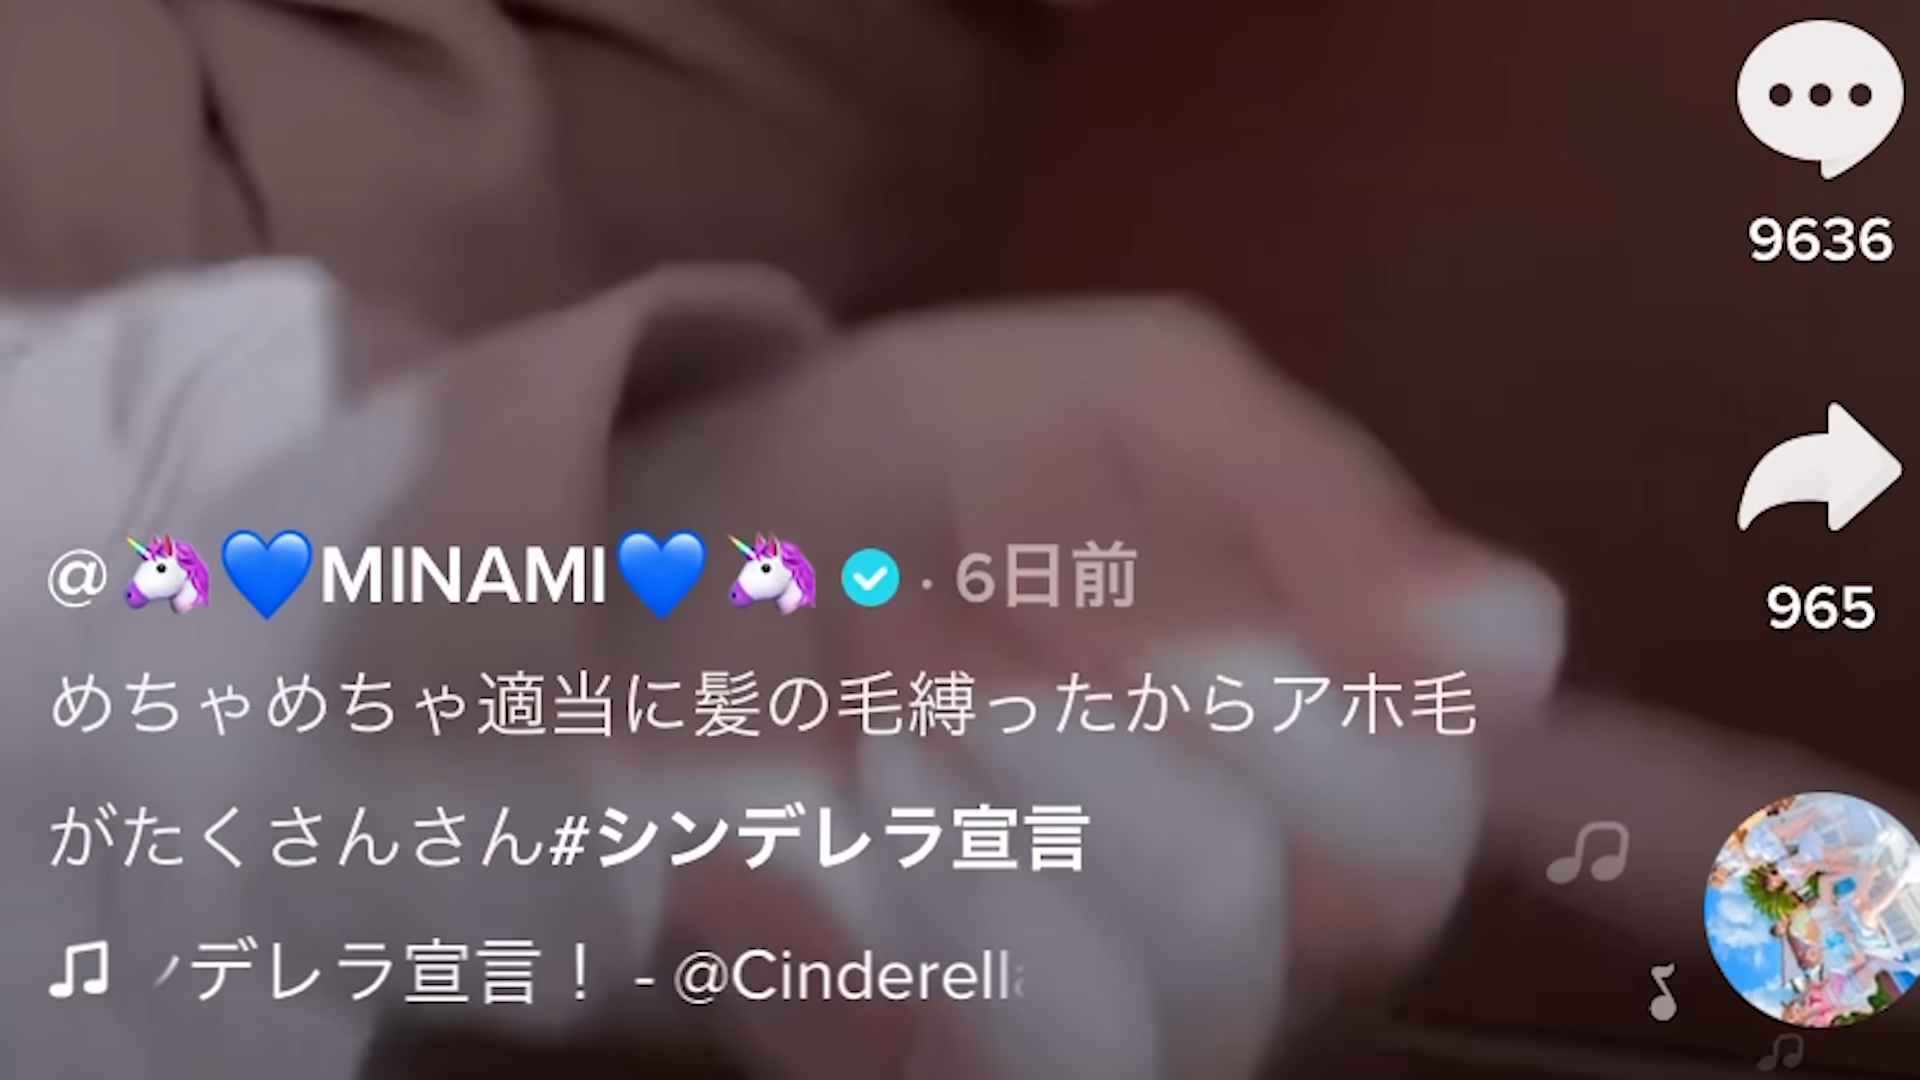 9636
965
@🦄💙MINAMI💙🦄 · 6日前
めちゃめちゃ適当に髪の毛縛ったからアホ毛
がたくさんさん#シンデレラ宣言
デレラ宣言！ - @Cinderell